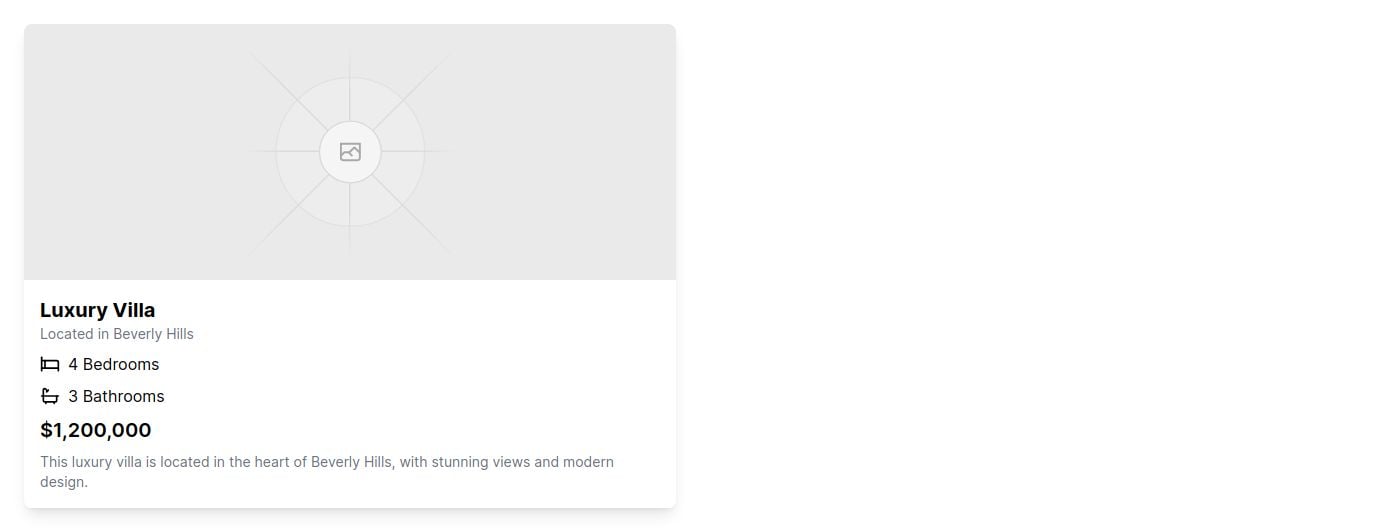 Luxury Villa
Located in Beverly Hills
4 Bedrooms
3 Bathrooms
$1,200,000
This luxury villa is located in the heart of Beverly Hills, with stunning views and modern
design.